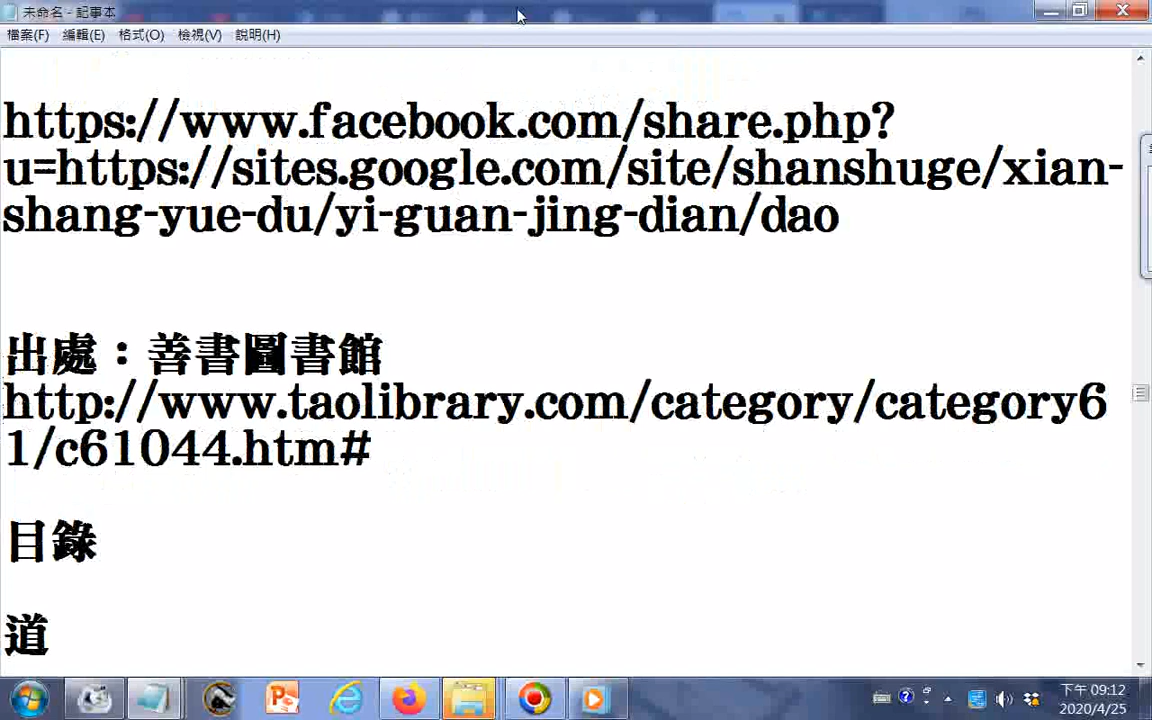 未命名 - 記事本
檔案(F) 編輯(E) 格式(O) 檢視(V) 說明(H)
https://www.facebook.com/share.php?
u=https://sites.google.com/site/shanshuge/xian-
shang-yue-du/yi-guan-jing-dian/dao
出處：善書圖書館
http://www.taolibrary.com/category/category6
1/c61044.htm#
目錄
道
下午 09:12
2020/4/25